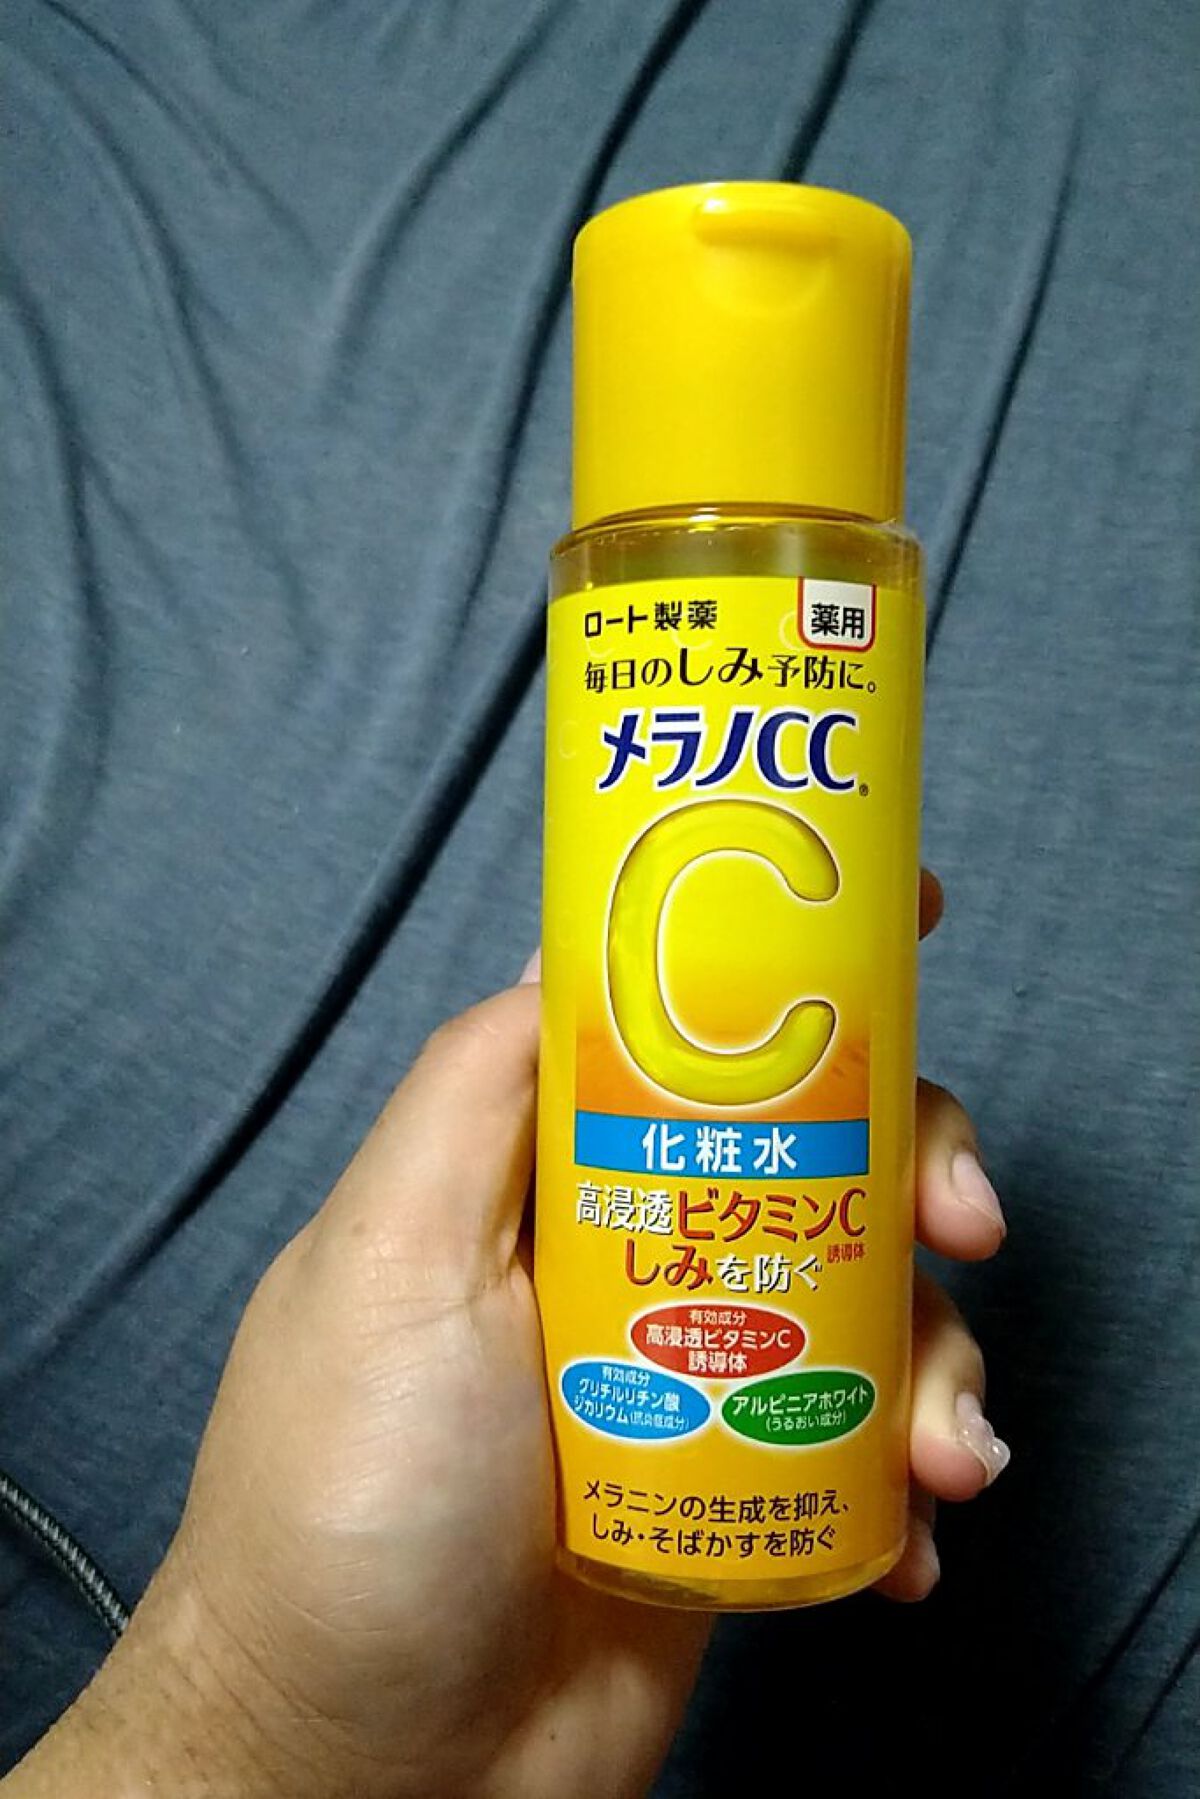 ロート製薬
薬用
毎日のしみ予防に。
メラノCC®
C
化粧水
高浸透ビタミンC
誘導体
しみを防ぐ
有効成分
高浸透ビタミンC
誘導体
有効成分
グリチルリチン酸
ジカリウム(抗炎症成分)
アルピニアホワイト
(うるおい成分)
メラニンの生成を抑え、
しみ・そばかすを防ぐ